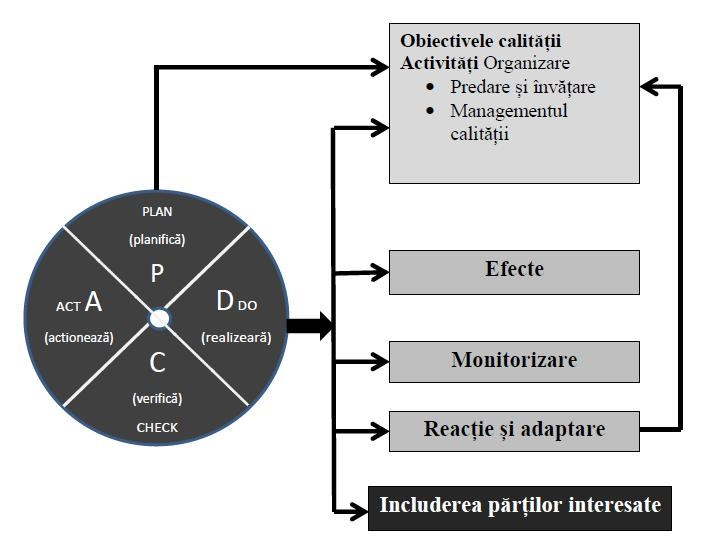 Obiectivele calității
Activități Organizare
• Predare și învățare
• Managementul
calității
PLAN
(planifică)
P
ACT A
(actionează)
D DO
(realizeară)
C
(verifică)
CHECK
Efecte
Monitorizare
Reacție și adaptare
Includerea părților interesate